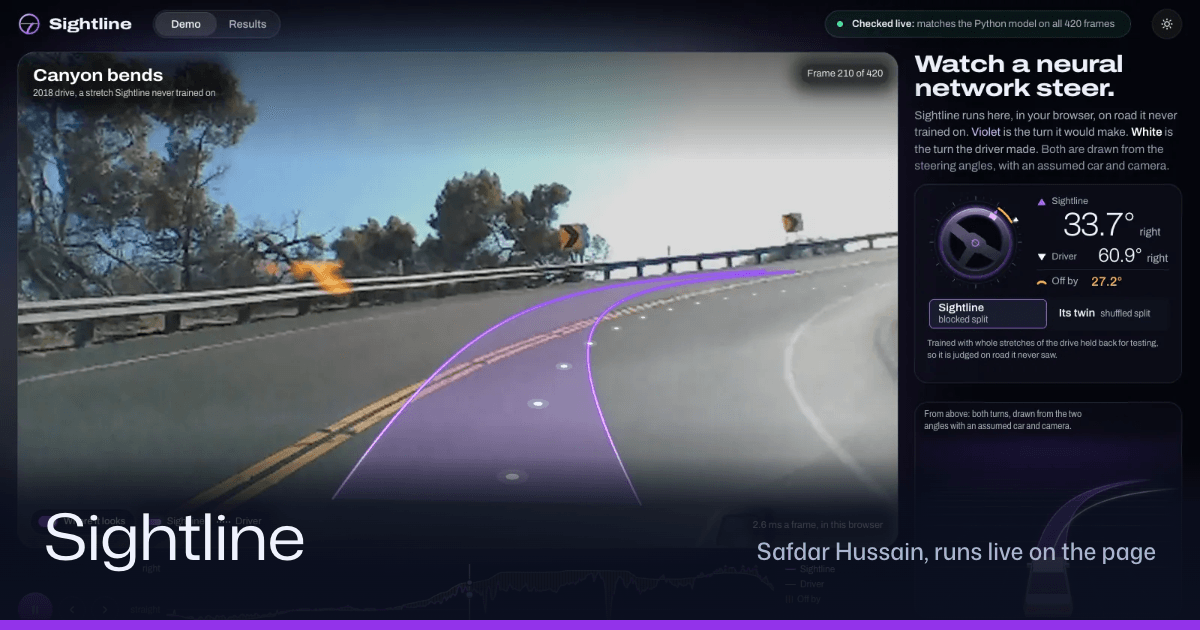 Sightline
Demo
Results
Checked live: matches the Python model on all 420 frames
Canyon bends
2018 drive, a stretch Sightline never trained on
Frame 210 of 420
Watch a neural
network steer.
Sightline runs here, in your browser, on road it never
trained on. Violet is the turn it would make. White is
the turn the driver made. Both are drawn from the
steering angles, with an assumed car and camera.
Sightline
33.7° right
Driver 60.9° right
Off by 27.2°
Sightline
blocked split
Its twin shuffled split
Trained with whole stretches of the drive held back for testing,
so it is judged on road it never saw.
From above: both turns, drawn from the two
angles with an assumed car and camera.
Driver
2.6 ms a frame, in this browser
Sightline
Safdar Hussain, runs live on the page
right
Sightline
Driver
Off by